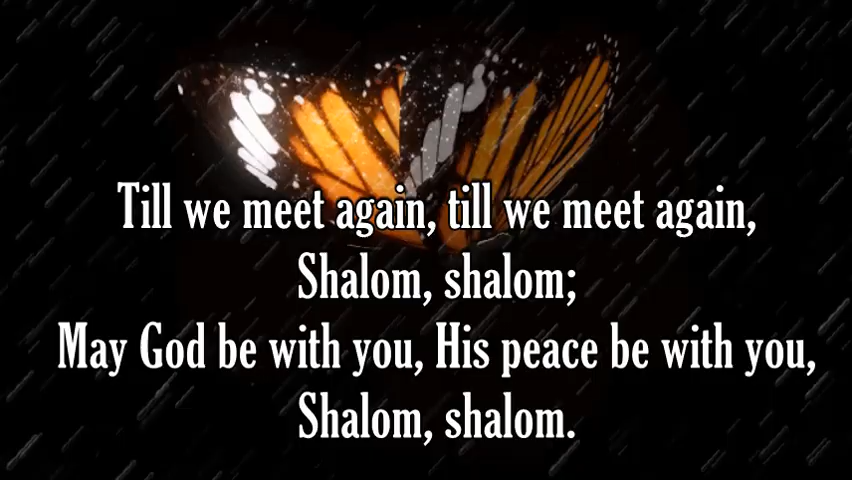 Till we meet again, till we meet again,
Shalom, shalom;
May God be with you, His peace be with you,
Shalom, shalom.